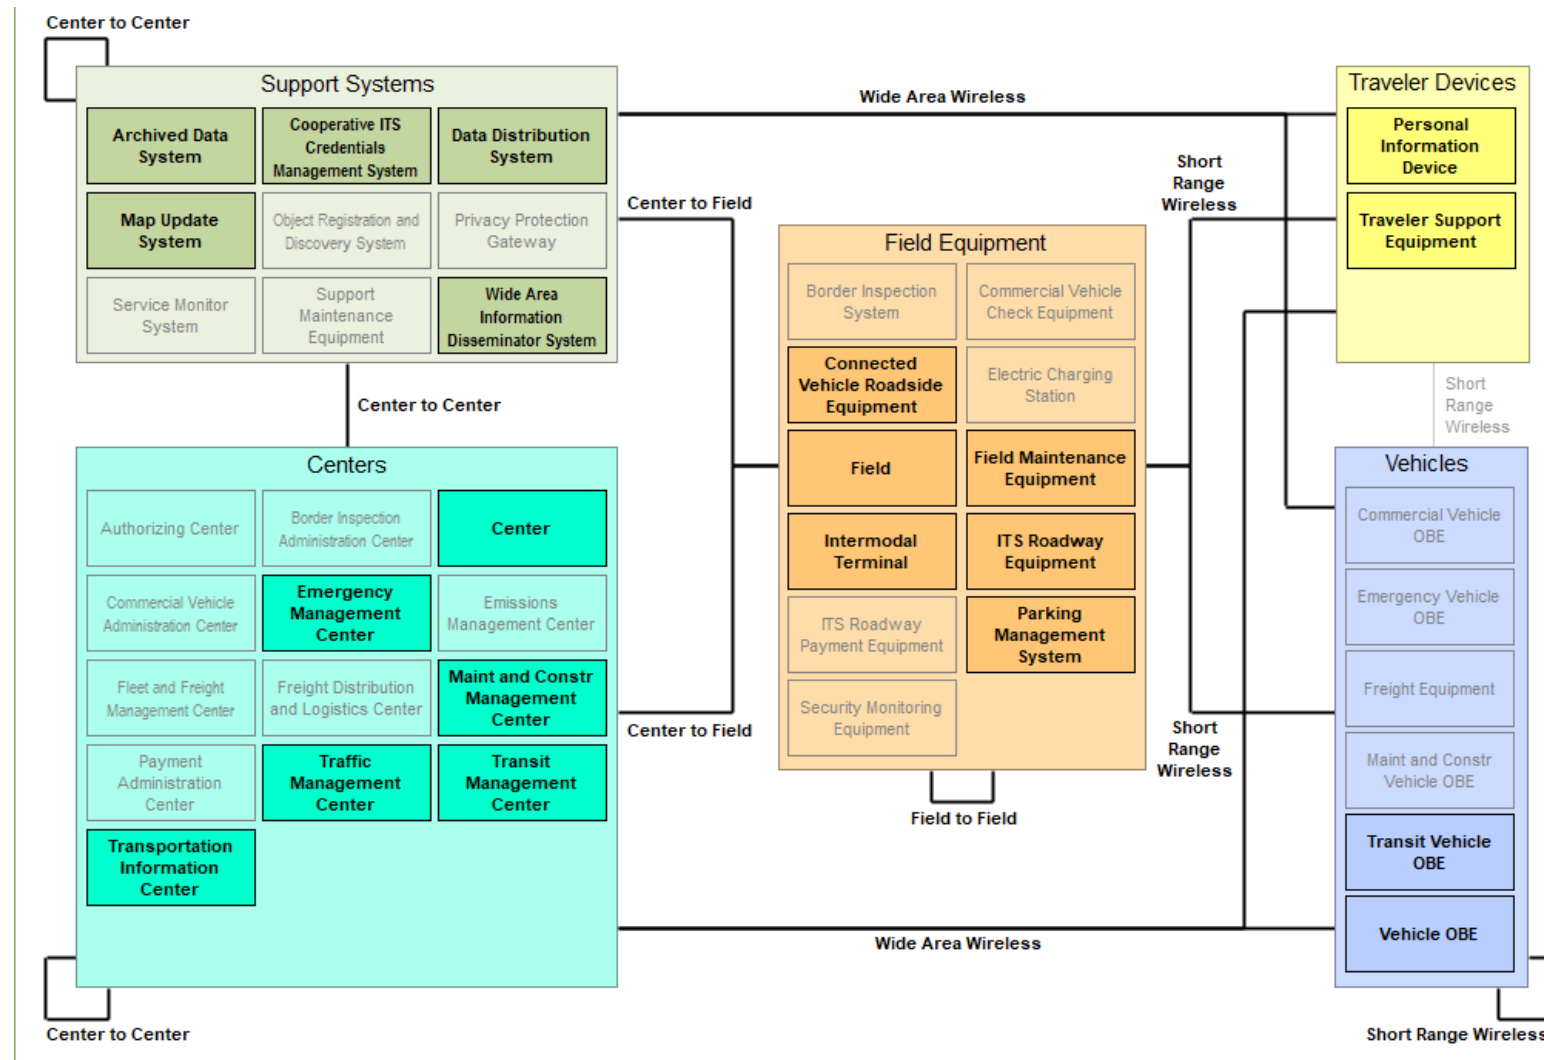 Center to Center
Support Systems
Archived Data
System
Cooperative ITS
Credentials
Management System
Data Distribution
System
Map Update
System
Object Registration and
Discovery System
Privacy Protection
Gateway
Service Monitor
System
Support
Maintenance
Equipment
Wide Area
Information
Disseminator System
Wide Area Wireless
Traveler Devices
Personal
Information
Device
Traveler Support
Equipment
Short
Range
Wireless
Center to Field
Field Equipment
Border Inspection
System
Commercial Vehicle
Check Equipment
Connected
Vehicle Roadside
Equipment
Electric Charging
Station
Field
Field Maintenance
Equipment
Intermodal
Terminal
ITS Roadway
Equipment
ITS Roadway
Payment Equipment
Parking
Management
System
Security Monitoring
Equipment
Short
Range
Wireless
Center to Center
Centers
Authorizing Center
Border Inspection
Administration Center
Center
Commercial Vehicle
Administration Center
Emergency
Management
Center
Emissions
Management Center
Fleet and Freight
Management Center
Freight Distribution
and Logistics Center
Maint and Constr
Management
Center
Payment
Administration
Center
Traffic
Management
Center
Transit
Management
Center
Transportation
Information
Center
Center to Field
Short
Range
Wireless
Field to Field
Vehicles
Commercial Vehicle
OBE
Emergency Vehicle
OBE
Freight Equipment
Maint and Constr
Vehicle OBE
Transit Vehicle
OBE
Vehicle OBE
Wide Area Wireless
Center to Center
Short Range Wireless